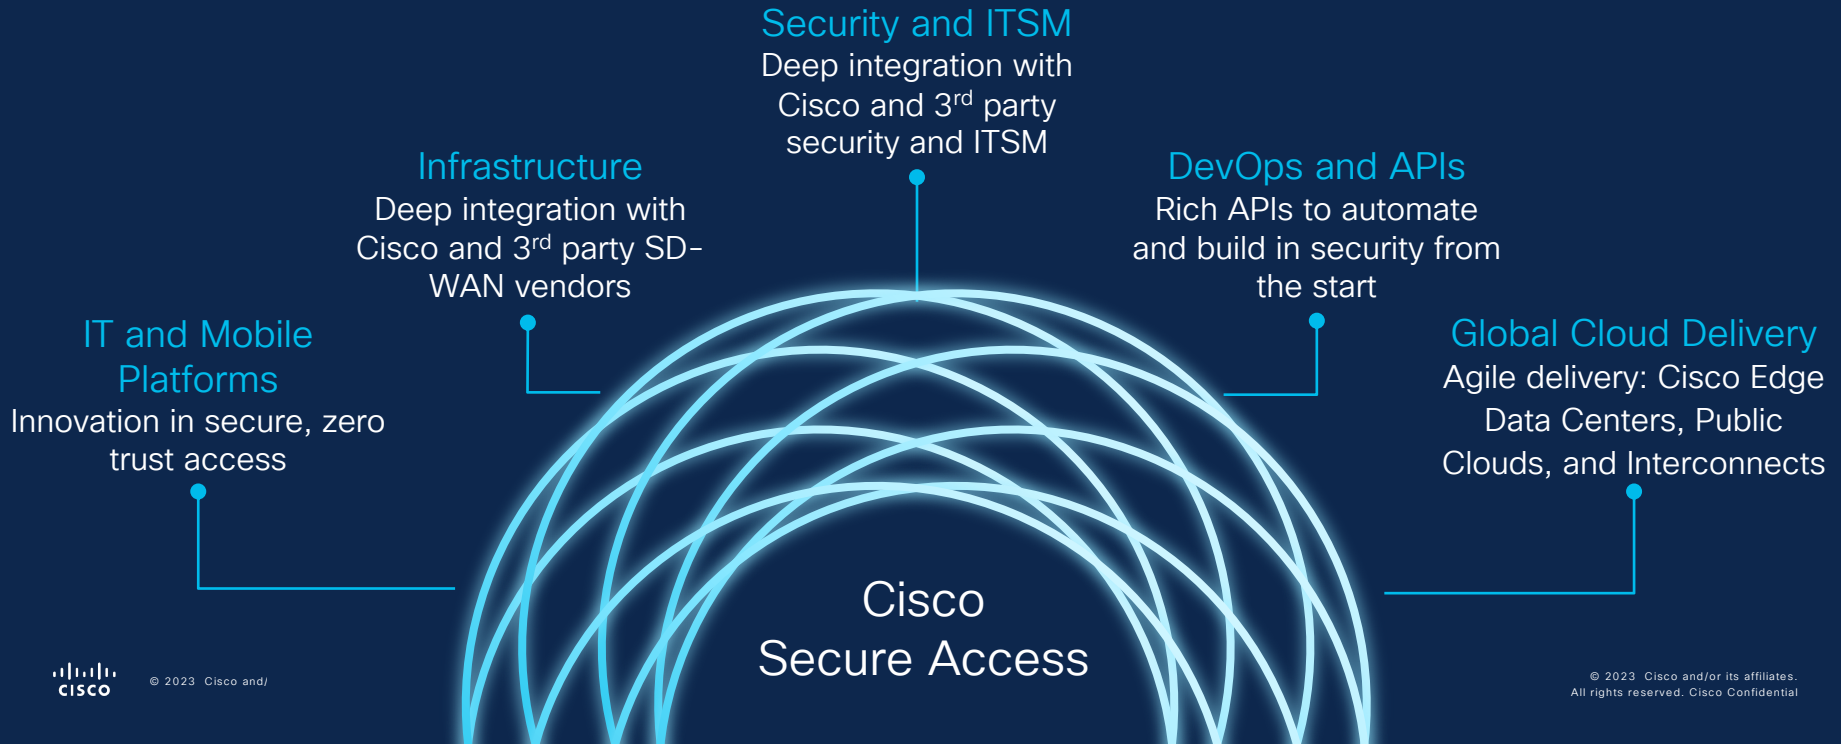 Security and ITSM
Deep integration with
Cisco and 3rd party
security and ITSM
Infrastructure
Deep integration with
Cisco and 3rd party SD-
WAN vendors
DevOps and APIs
Rich APIs to automate
and build in security from
the start
IT and Mobile
Platforms
Innovation in secure, zero
trust access
Global Cloud Delivery
Agile delivery: Cisco Edge
Data Centers, Public
Clouds, and Interconnects
Cisco
Secure Access
CISCO
© 2023 Cisco and/
© 2023 Cisco and/or its affiliates.
All rights reserved. Cisco Confidential